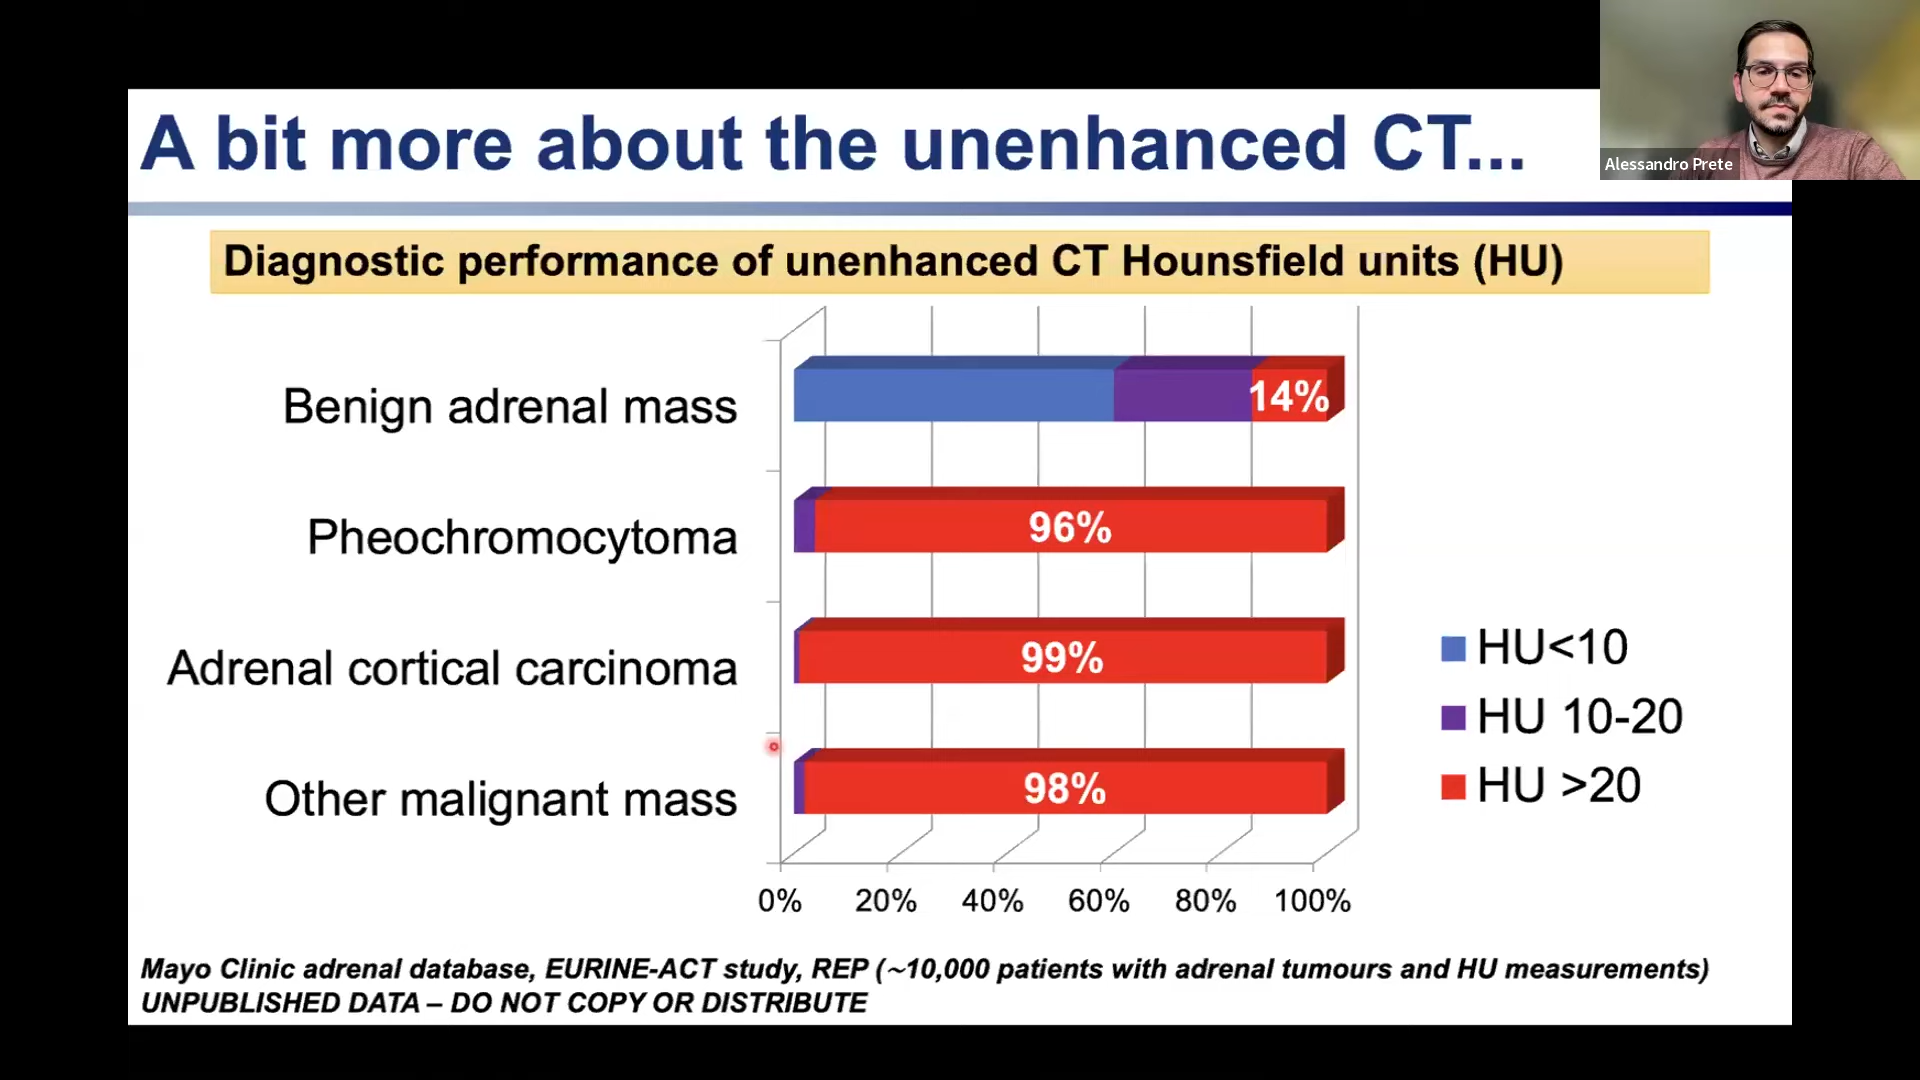 A bit more about the unenhanced CT...
Alessandro Prete
Diagnostic performance of unenhanced CT Hounsfield units (HU)
Benign adrenal mass
14%
Pheochromocytoma
96%
Adrenal cortical carcinoma
99%
Other malignant mass
98%
HU<10
HU 10-20
HU >20
0% 20% 40% 60% 80% 100%
Mayo Clinic adrenal database, EURINE-ACT study, REP (~10,000 patients with adrenal tumours and HU measurements)
UNPUBLISHED DATA – DO NOT COPY OR DISTRIBUTE